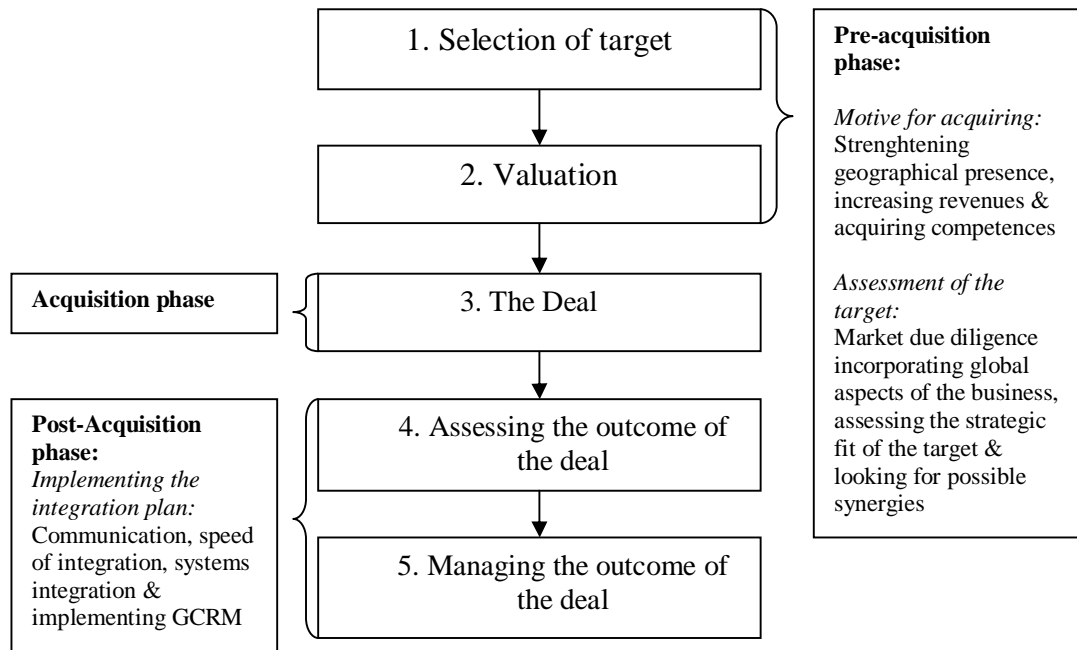 1. Selection of target
2. Valuation
Pre-acquisition
phase:
Motive for acquiring:
Strenghtening
geographical presence,
increasing revenues &
acquiring competences
Assessment of the
target:
Market due diligence
incorporating global
aspects of the business,
assessing the strategic
fit of the target &
looking for possible
synergies
Acquisition phase
3. The Deal
Post-Acquisition
phase:
Implementing the
integration plan:
Communication, speed
of integration, systems
integration &
implementing GCRM
4. Assessing the outcome of
the deal
5. Managing the outcome of
the deal